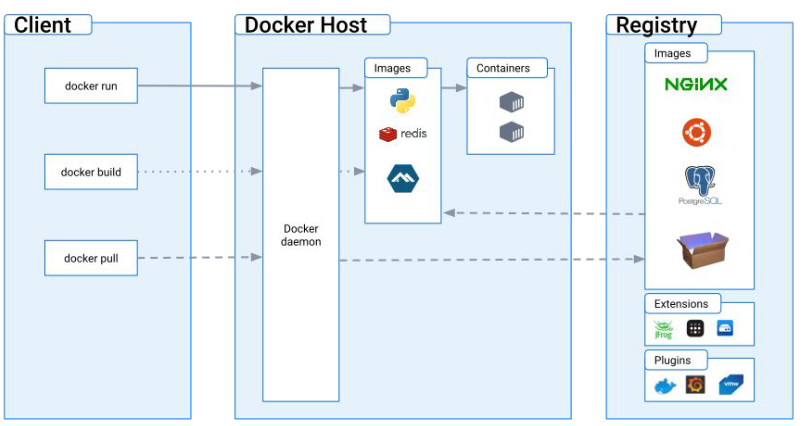 Client
docker run
docker build
docker pull
Docker Host
Docker
daemon
Images
redis
Containers
Registry
Images
NGINX
PostgreSQL
Extensions
JFrog
Plugins
vmw